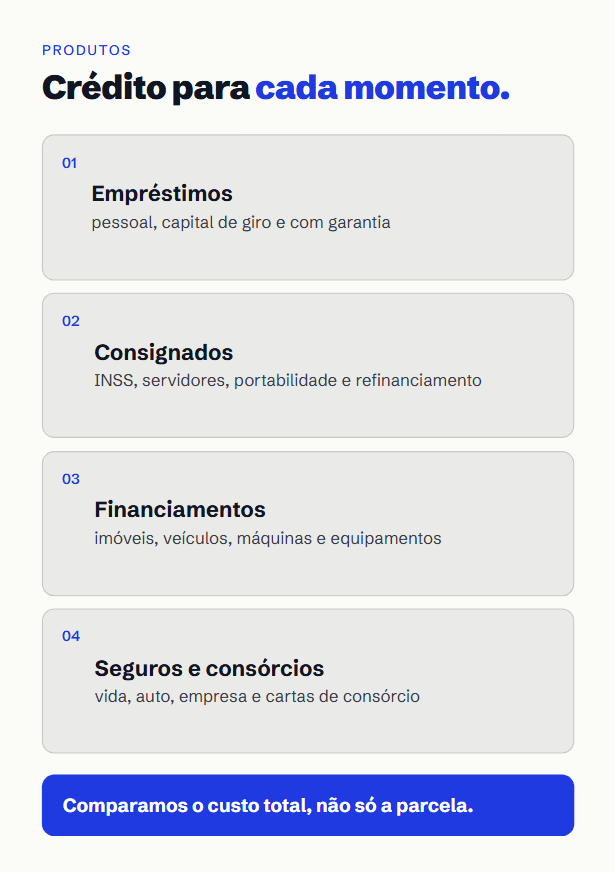 PRODUTOS
Crédito para cada momento.
01
Empréstimos
pessoal, capital de giro e com garantia
02
Consignados
INSS, servidores, portabilidade e refinanciamento
03
Financiamentos
imóveis, veículos, máquinas e equipamentos
04
Seguros e consórcios
vida, auto, empresa e cartas de consórcio
Comparamos o custo total, não só a parcela.